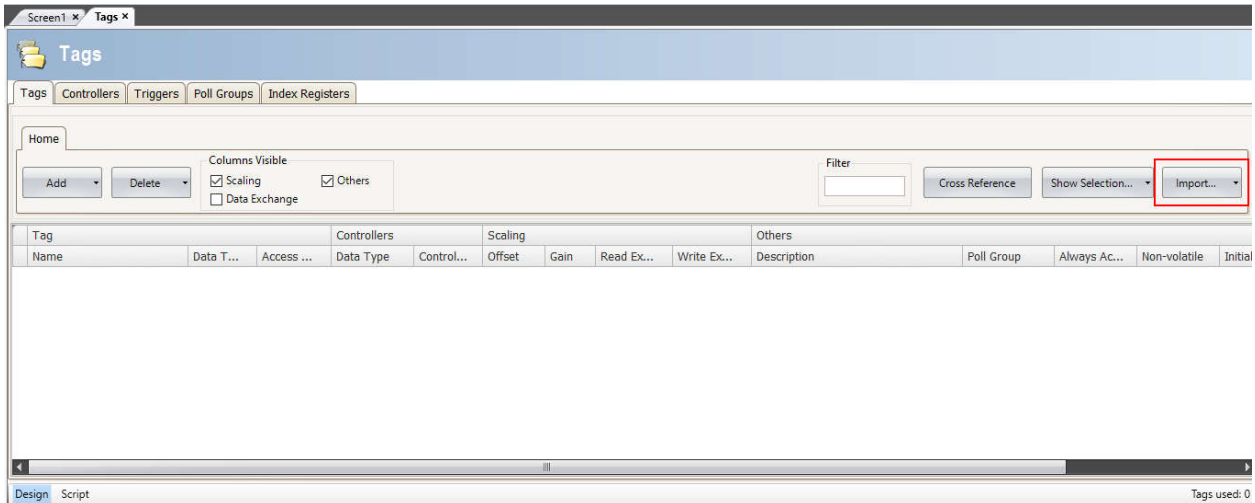 Screen1 × Tags ×
Tags
Tags Controllers Triggers Poll Groups Index Registers
Home
Columns Visible
Filter
Add Delete Scaling Others Cross Reference Show Selection... Import...
Data Exchange
Tag Controllers Scaling Others
Name Data T... Access ... Data Type Control... Offset Gain Read Ex... Write Ex... Description Poll Group Always Ac... Non-volatile Initial
Design Script Tags used: 0